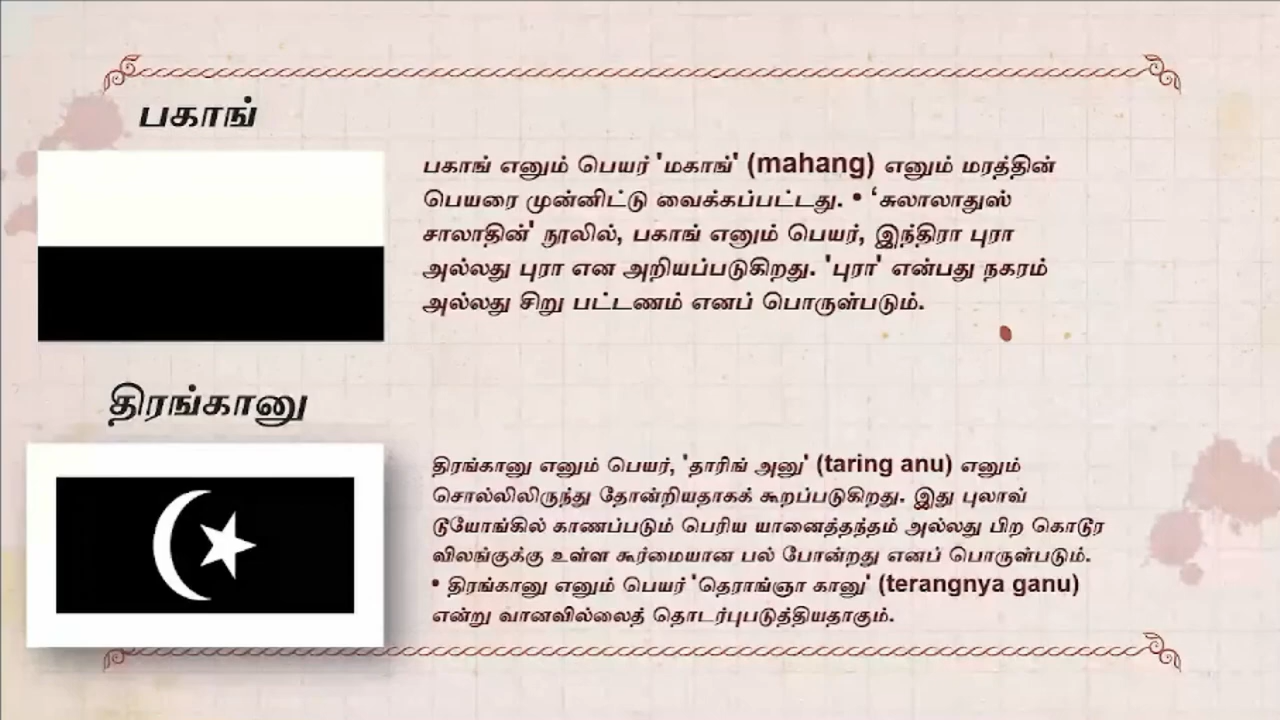 பகாங்
பகாங் எனும் பெயர் 'மகாங்' (mahang) எனும் மரத்தின்
பெயரை முன்னிட்டு வைக்கப்பட்டது. • ‘சுலாலாதுஸ்
சாலாதின்' நூலில், பகாங் எனும் பெயர், இந்திரா புரா
அல்லது புரா என அறியப்படுகிறது. 'புரா' என்பது நகரம்
அல்லது சிறு பட்டணம் எனப் பொருள்படும்.
திரங்கானு
திரங்கானு எனும் பெயர், 'தாரிங் அனு' (taring anu) எனும்
சொல்லிலிருந்து தோன்றியதாகக் கூறப்படுகிறது. இது புலாவ்
டுயோங்கில் காணப்படும் பெரிய யானைத்தந்தம் அல்லது பிற கொடூர
விலங்குக்கு உள்ள கூர்மையான பல் போன்றது எனப் பொருள்படும்.
• திரங்கானு எனும் பெயர் 'தெராங்ஞா கானு' (terangnya ganu)
என்று வானவில்லைத் தொடர்புபடுத்தியதாகும்.